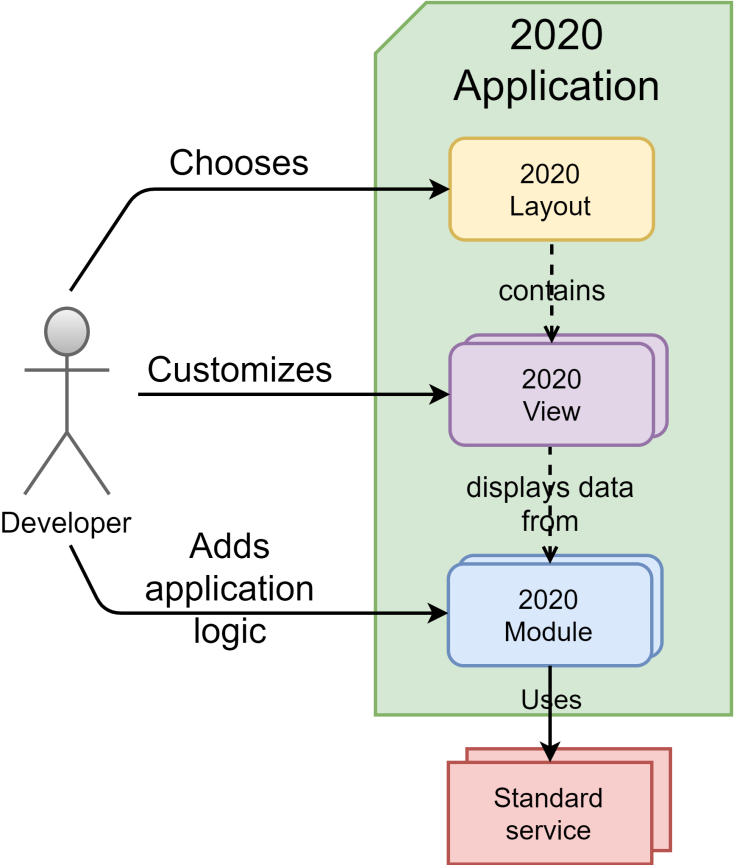 2020
Application
Chooses
2020
Layout
contains
Customizes
2020
View
displays data
from
Developer
Adds
application
logic
2020
Module
Uses
Standard
service